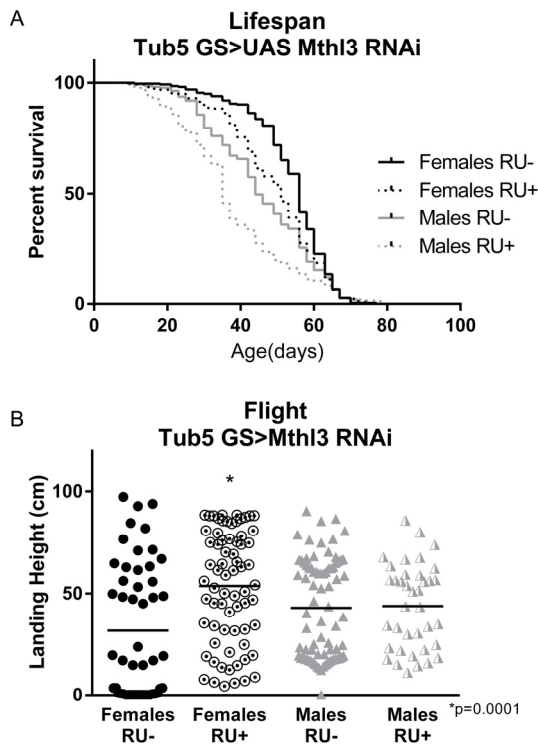 A
Lifespan
Tub5 GS>UAS Mthl3 RNAi
Percent survival
100
50
0
0 20 40 60 80 100
Age(days)
Females RU-
Females RU+
Males RU-
Males RU+
B
Flight
Tub5 GS>Mthl3 RNAi
Landing Height (cm)
100
50
0
*
Females Females Males Males
RU- RU+ RU- RU+
*p=0.0001